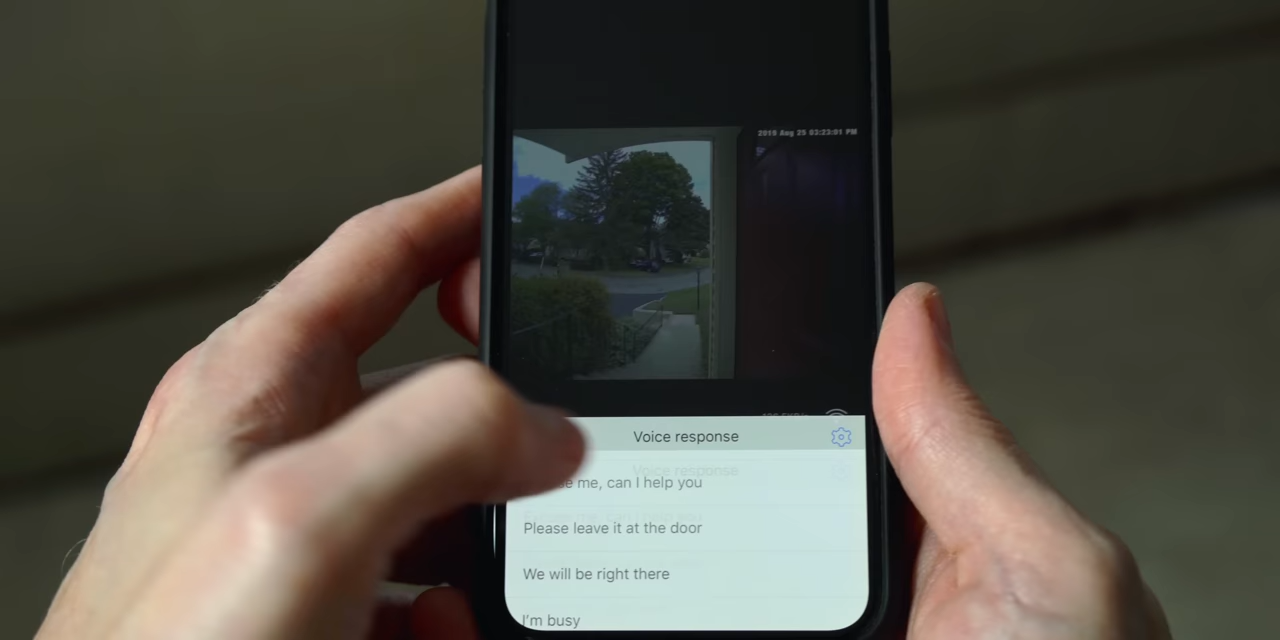 2019 Aug 25 03:23:01 PM
Voice response
me, can I help you
Please leave it at the door
We will be right there
I'm busy